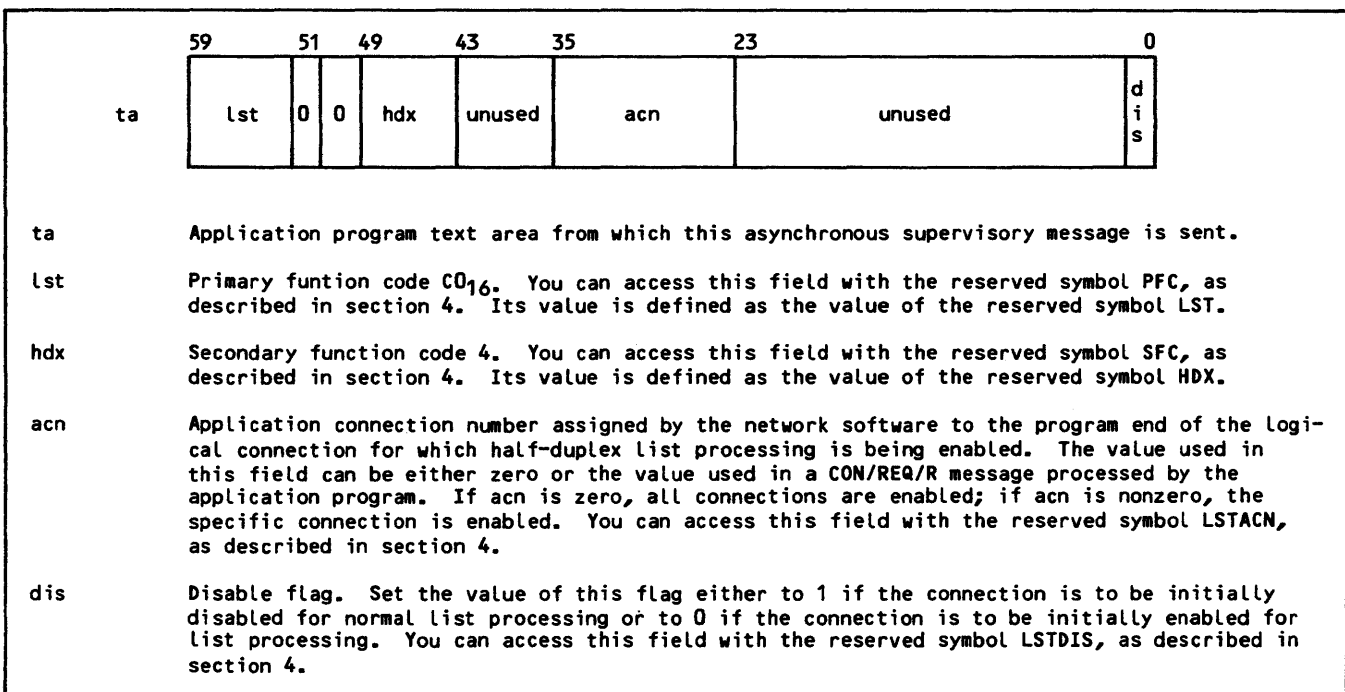 59 51 49 43 35 23 0
ta lst 0 0 hdx unused acn unused dis
ta Application program text area from which this asynchronous supervisory message is sent.
lst Primary funtion code C0₁₆. You can access this field with the reserved symbol PFC, as
described in section 4. Its value is defined as the value of the reserved symbol LST.
hdx Secondary function code 4. You can access this field with the reserved symbol SFC, as
described in section 4. Its value is defined as the value of the reserved symbol HDX.
acn Application connection number assigned by the network software to the program end of the logi-
cal connection for which half-duplex list processing is being enabled. The value used in
this field can be either zero or the value used in a CON/REQ/R message processed by the
application program. If acn is zero, all connections are enabled; if acn is nonzero, the
specific connection is enabled. You can access this field with the reserved symbol LSTACN,
as described in section 4.
dis Disable flag. Set the value of this flag either to 1 if the connection is to be initially
disabled for normal list processing or to 0 if the connection is to be initially enabled for
list processing. You can access this field with the reserved symbol LSTDIS, as described in
section 4.